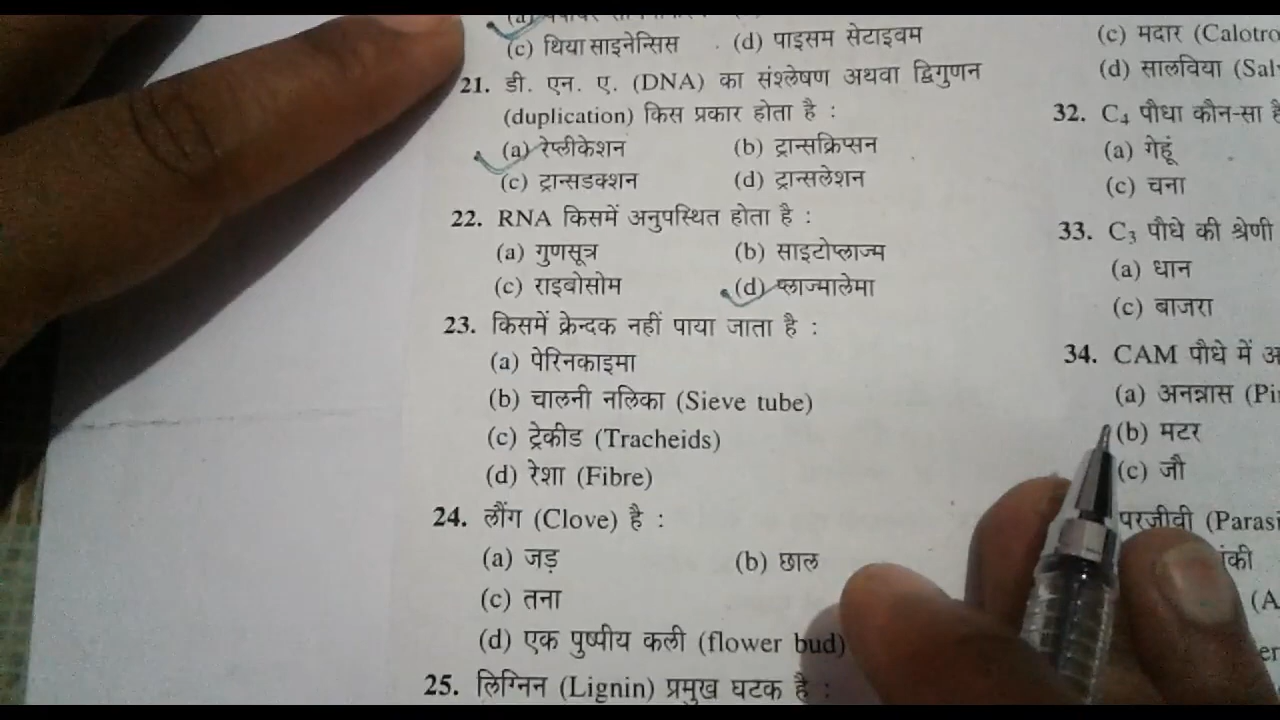 (c) थिया साइनेन्सिस (d) पाइसम सेटाइवम
21. डी. एन. ए. (DNA) का संश्लेषण अथवा द्विगुणन
(duplication) किस प्रकार होता है :
(a) रेप्लीकेशन (b) ट्रान्सक्रिप्सन
(c) ट्रान्सडक्शन (d) ट्रान्सलेशन
22. RNA किसमें अनुपस्थित होता है :
(a) गुणसूत्र (b) साइटोप्लाज्म
(c) राइबोसोम (d) प्लाज्मालेमा
23. किसमें क्रेन्दक नहीं पाया जाता है :
(a) पेरिनकाइमा
(b) चालनी नलिका (Sieve tube)
(c) ट्रेकीड (Tracheids)
(d) रेशा (Fibre)
24. लौंग (Clove) है :
(a) जड़ (b) छाल
(c) तना
(d) एक पुष्पीय कली (flower bud)
25. लिग्निन (Lignin) प्रमुख घटक है :
(c) मदार (Calotro
(d) सालविया (Sal
32. C₄ पौधा कौन-सा है
(a) गेहूं
(c) चना
33. C₃ पौधे की श्रेणी
(a) धान
(c) बाजरा
34. CAM पौधे में
(a) अनन्नास (Pi
(b) मटर
(c) जौ
परजीवी (Parasi
(A